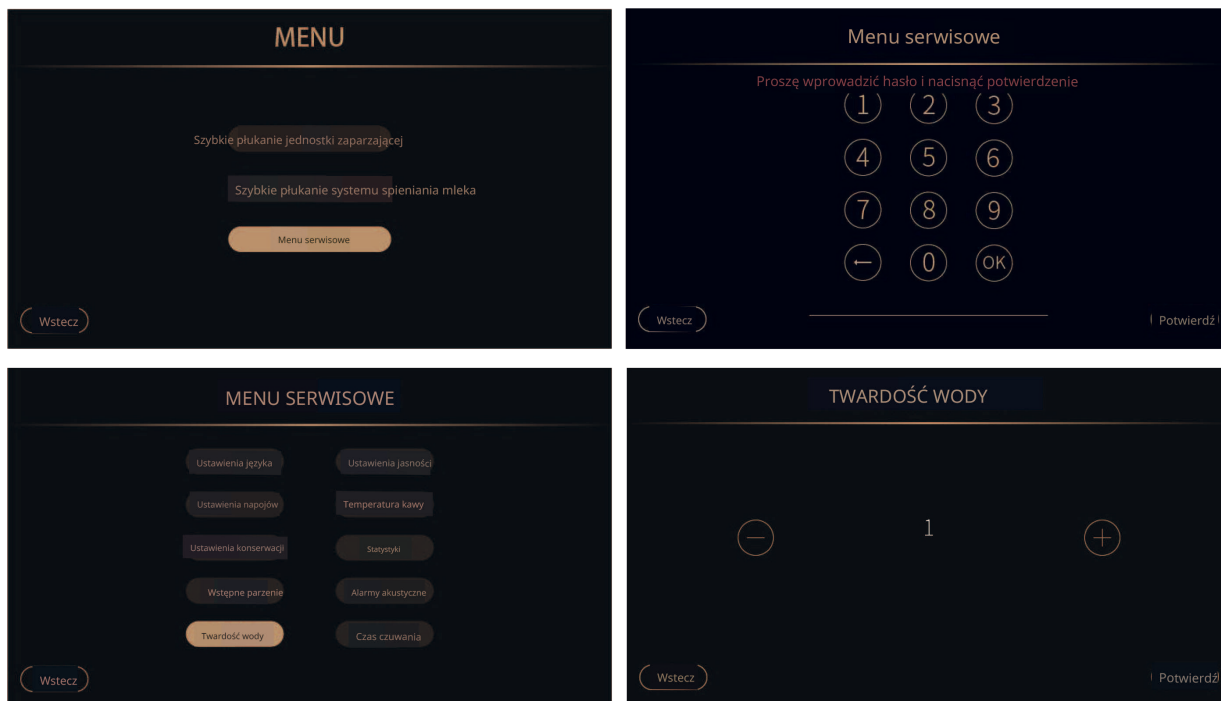 MENU
Szybkie płukanie jednostki zaparzającej
Szybkie płukanie systemu spieniania mleka
Menu serwisowe
Wstecz
Menu serwisowe
Proszę wprowadzić hasło i nacisnąć potwierdzenie
1 2 3
4 5 6
7 8 9
← 0 OK
Wstecz Potwierdź
MENU SERWISOWE
Ustawienia języka Ustawienia jasności
Ustawienia napojów Temperatura kawy
Ustawienia konserwacji Statystyki
Wstępne parzenie Alarmy akustyczne
Twardość wody Czas czuwania
Wstecz
TWARDOŚĆ WODY
− 1 +
Wstecz Potwierdź